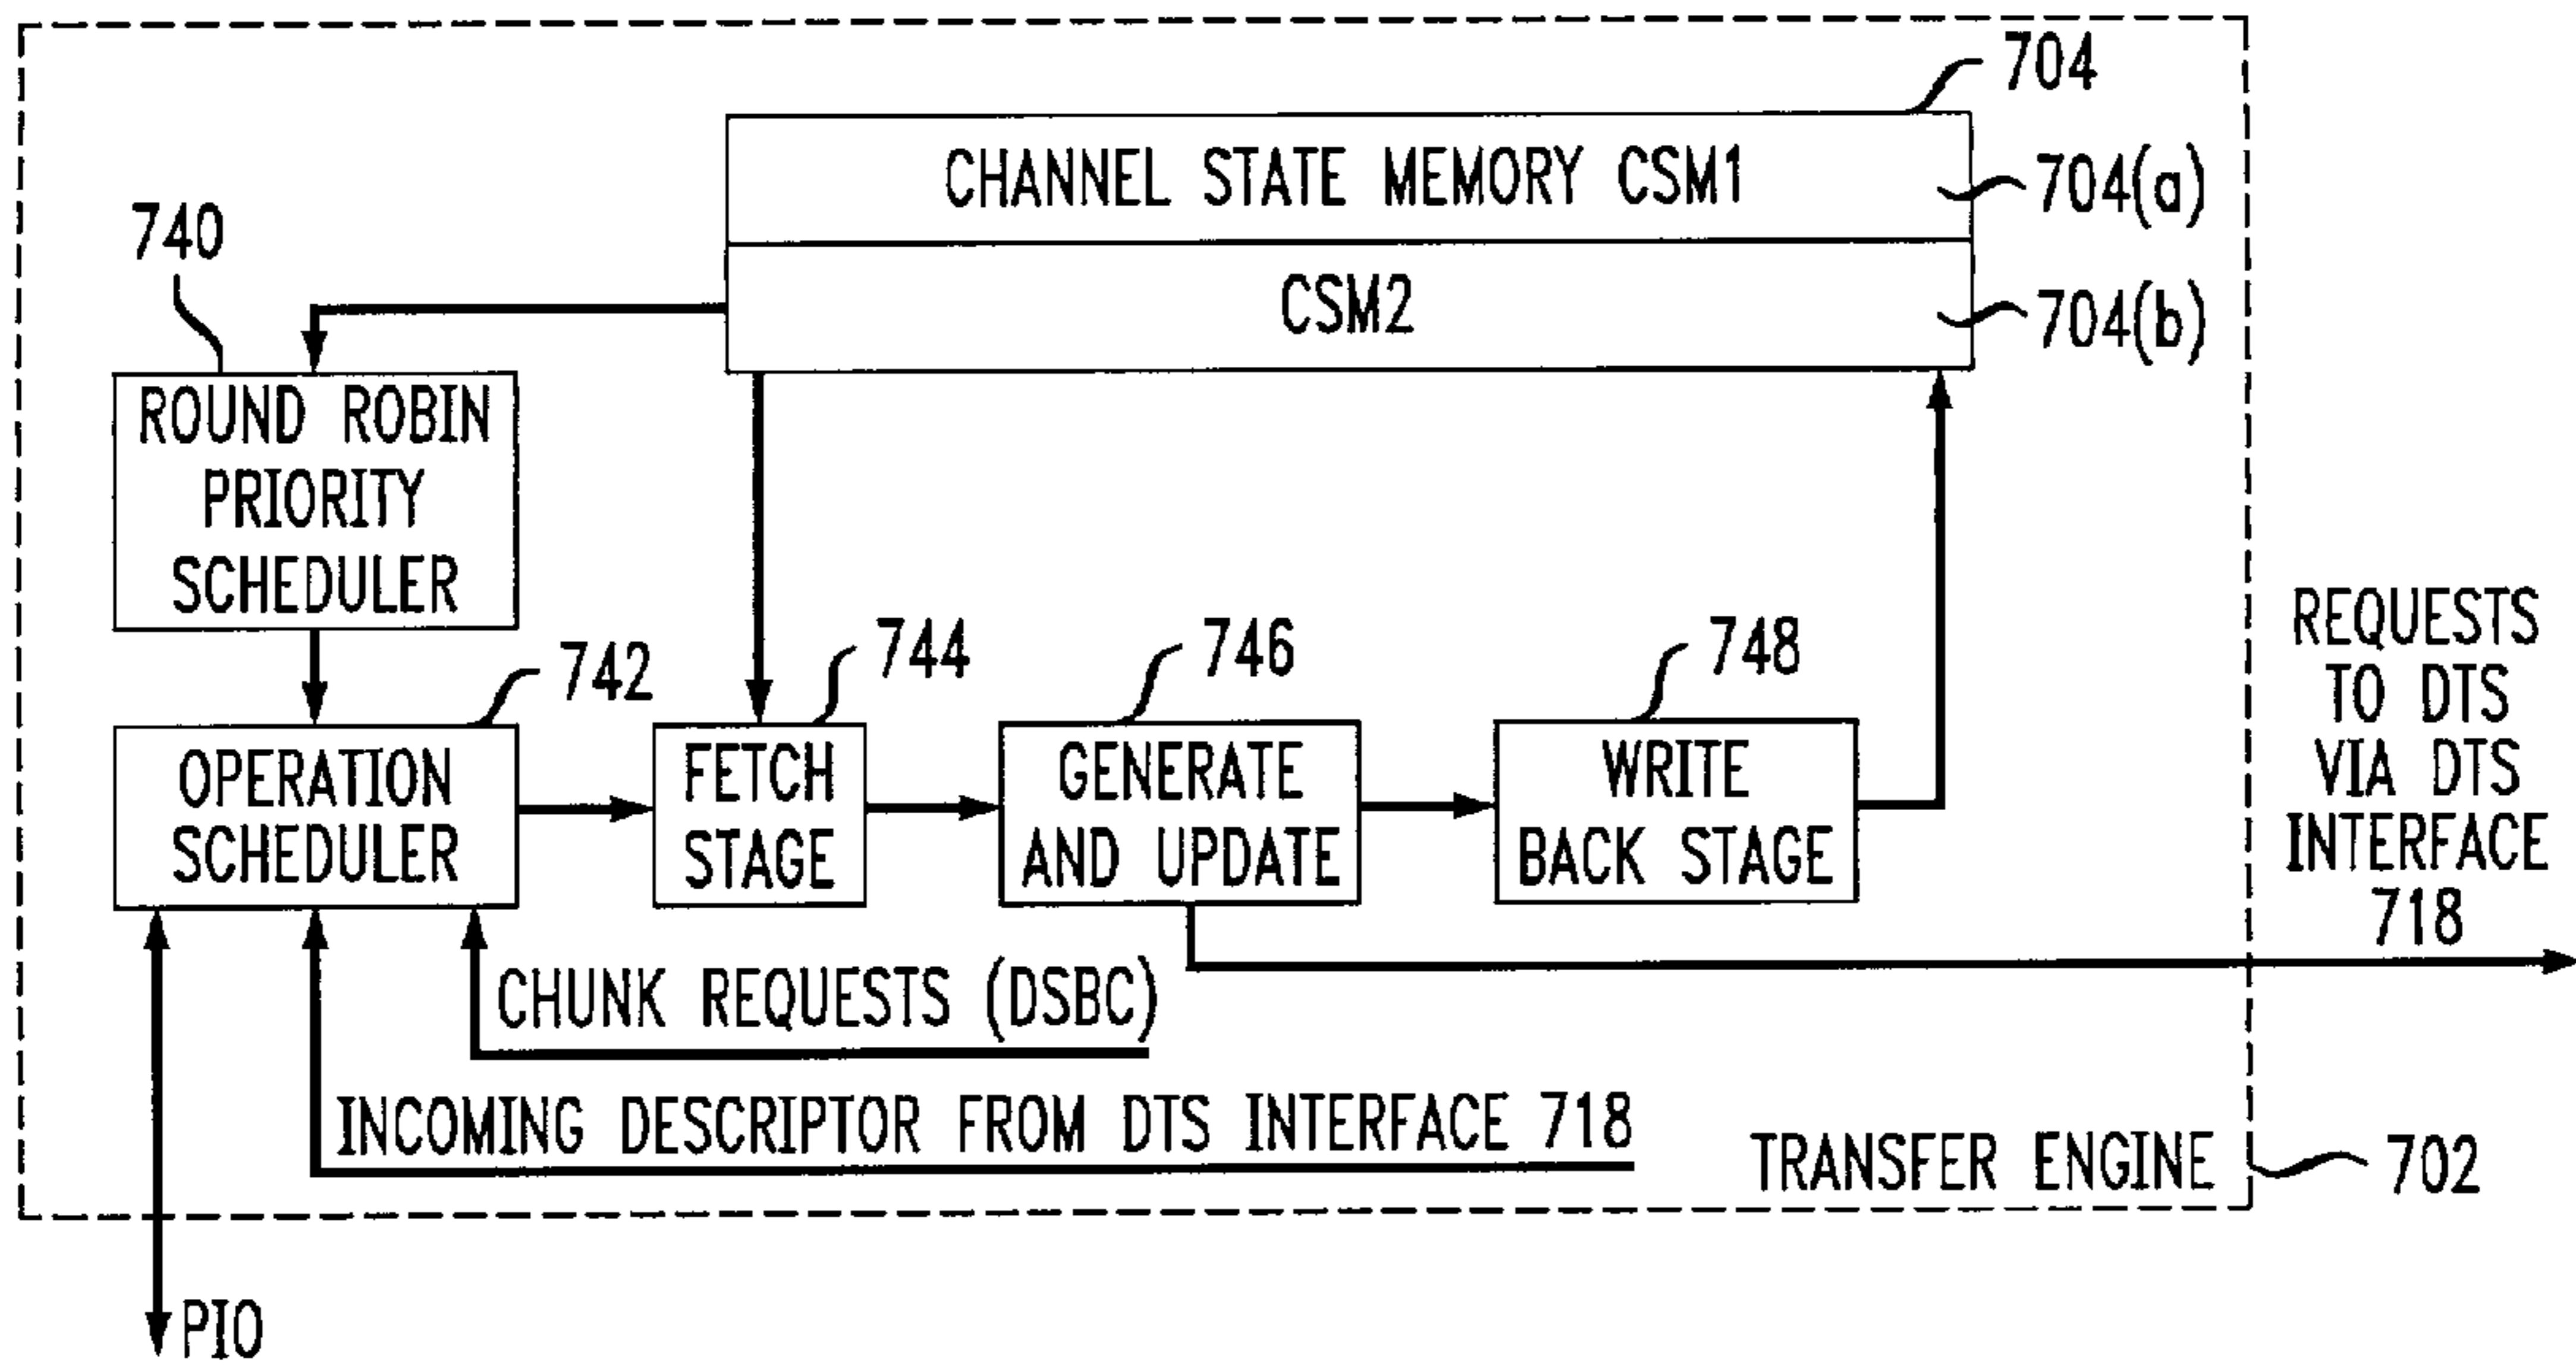 704
CHANNEL STATE MEMORY CSM1
704(a)
740
CSM2
704(b)
ROUND ROBIN
PRIORITY
SCHEDULER
742
744
746
748
OPERATION
SCHEDULER
FETCH
STAGE
GENERATE
AND UPDATE
WRITE
BACK STAGE
REQUESTS
TO DTS
VIA DTS
INTERFACE
718
CHUNK REQUESTS (DSBC)
INCOMING DESCRIPTOR FROM DTS INTERFACE 718
TRANSFER ENGINE
702
PIO